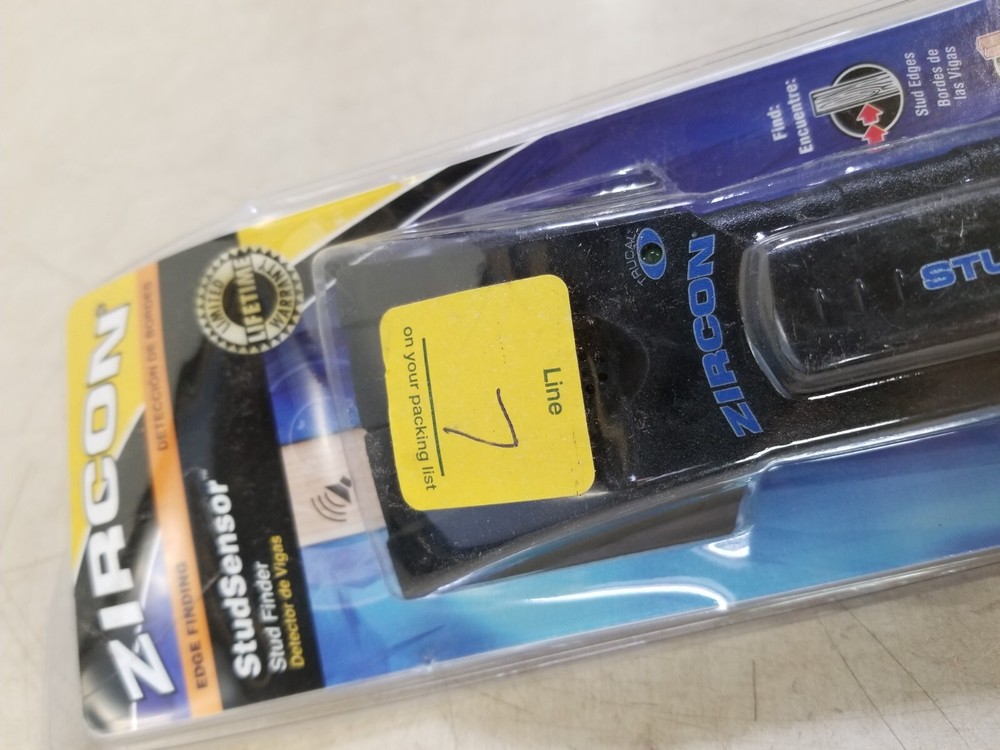 ZIRCON
EDGE FINDING
DETECCIÓN DE BORDES
StudSensor™
Stud Finder
Detector de Vigas
LIMITED
LIFETIME
WARRANTY
Line
7
on your packing list
TRUCAL
ZIRCON
STU
Find:
Encuentre:
Stud Edges
Bordes de
las Vigas